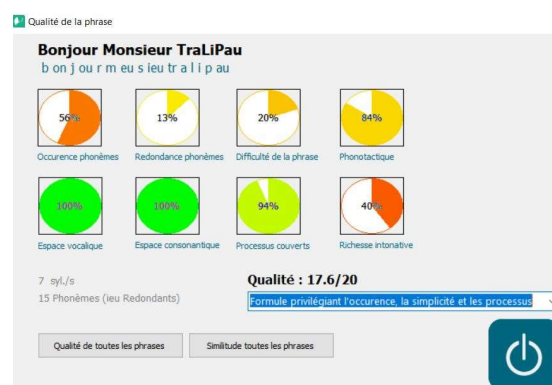 Qualité de la phrase
Bonjour Monsieur TraLiPau
b on j ou r m eu s ieu tr a l i p au
56% 13% 20% 84%
Occurence phonèmes Redondance phonèmes Difficulté de la phrase Phonotactique
100% 100% 94% 40%
Espace vocalique Espace consonantique Processus couverts Richesse intonative
7 syl./s Qualité : 17.6/20
15 Phonèmes (ieu Redondants) Formule privilégiant l'occurence, la simplicité et les processus
Qualité de toutes les phrases Similitude toutes les phrases